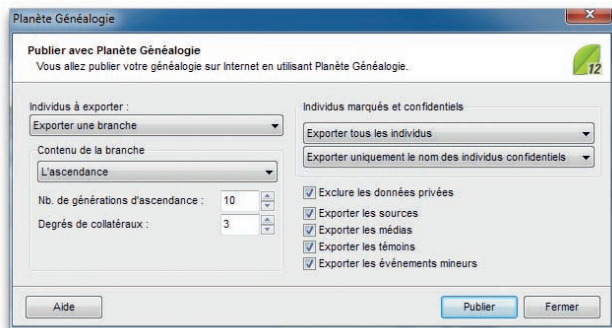 Planète Généalogie
Publier avec Planète Généalogie
Vous allez publier votre généalogie sur Internet en utilisant Planète Généalogie.
12
Individus à exporter :
Exporter une branche
Contenu de la branche
L'ascendance
Nb. de générations d'ascendance : 10
Degrés de collatéraux : 3
Individus marqués et confidentiels
Exporter tous les individus
Exporter uniquement le nom des individus confidentiels
Exclure les données privées
Exporter les sources
Exporter les médias
Exporter les témoins
Exporter les événements mineurs
Aide
Publier
Fermer